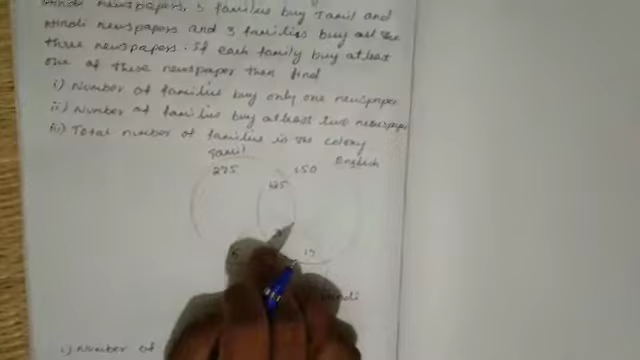 Hindi newspapers, 5 families buy Tamil and
Hindi newspapers and 3 families buy all the
three newspapers. If each family buy atleast
one of these newspaper then find
i) Number of families buy only one newspaper
ii) Number of families buy atleast two newspaper
iii) Total number of families in the colony
Tamil
275 150 English
125
i) Number of